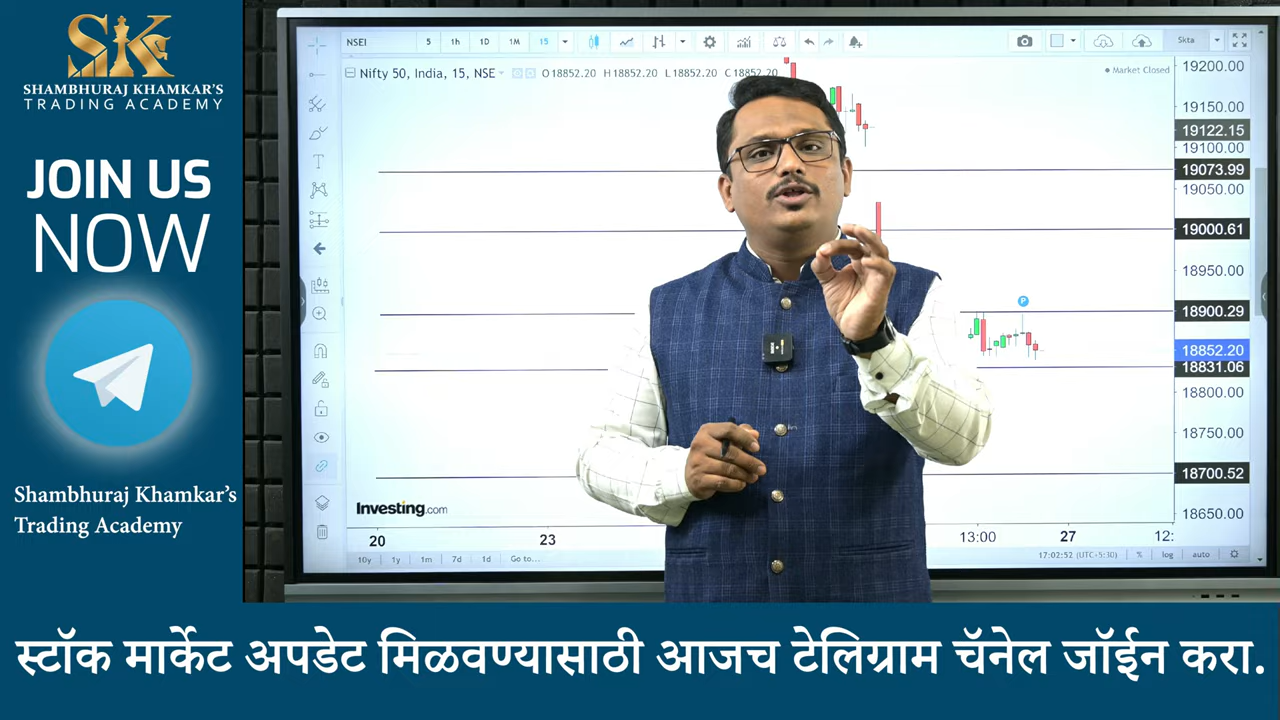 SK
SHAMBHURAJ KHAMKAR'S
TRADING ACADEMY
JOIN US
NOW
Shambhuraj Khamkar's
Trading Academy
NSEI 5 1h 1D 1M 15 Skta
Nifty 50, India, 15, NSE O18852.20 H18852.20 L18852.20 C18852.20
Market Closed
19200.00
19150.00
19122.15
19100.00
19073.99
19050.00
19000.61
18950.00
18900.29
P
18852.20
18831.06
18800.00
18750.00
18700.52
18650.00
Investing.com
20 23 13:00 27 12:
10y 1y 1m 7d 1d Go to... 17:02:52 (UTC+5:30) % log auto
स्टॉक मार्केट अपडेट मिळवण्यासाठी आजच टेलिग्राम चॅनेल जॉईन करा.